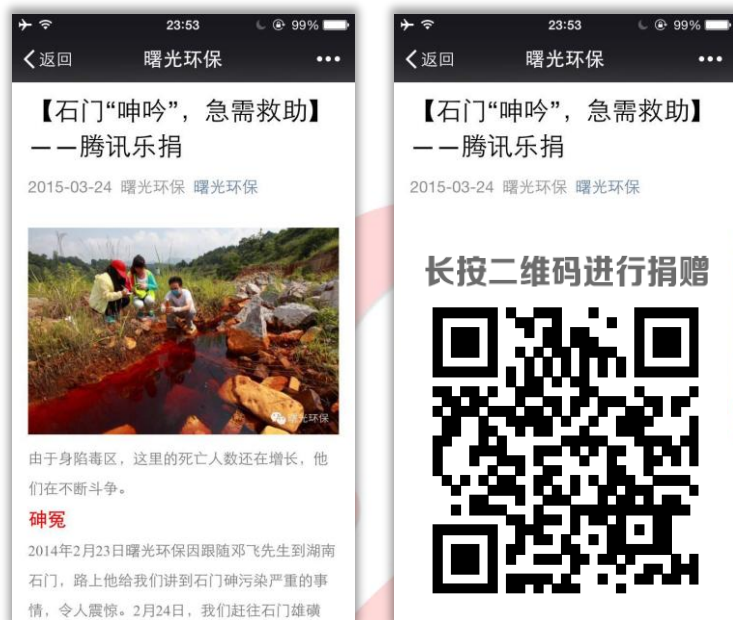 23:53
99%
返回
曙光环保
【石门“呻吟”，急需救助】
——腾讯乐捐
2015-03-24 曙光环保 曙光环保
曙光环保
由于身陷毒区，这里的死亡人数还在增长，他
们在不断斗争。
砷冤
2014年2月23日曙光环保因跟随邓飞先生到湖南
石门，路上他给我们讲到石门砷污染严重的事
情，令人震惊。2月24日，我们赶往石门雄磺
23:53
99%
返回
曙光环保
【石门“呻吟”，急需救助】
——腾讯乐捐
2015-03-24 曙光环保 曙光环保
长按二维码进行捐赠